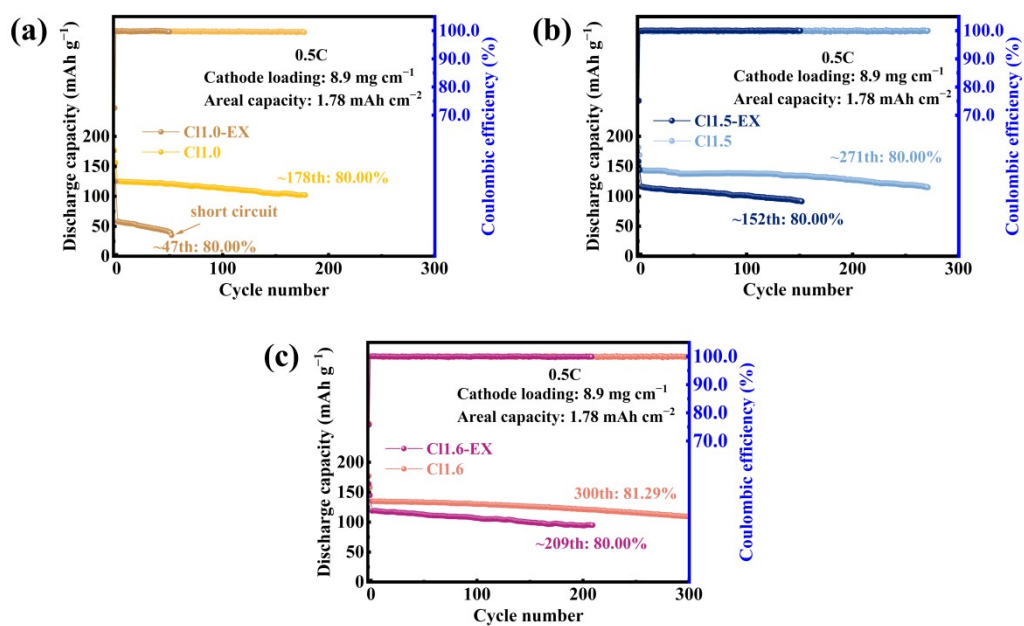 (a)
0.5C
Cathode loading: 8.9 mg cm⁻¹
Areal capacity: 1.78 mAh cm⁻²
Cl1.0-EX
Cl1.0
~178th: 80.00%
short circuit
~47th: 80.00%
Discharge capacity (mAh g⁻¹)
200
150
100
50
0
0 100 200 300
Cycle number
100.0
90.0
80.0
70.0
Coulombic efficiency (%)
(b)
0.5C
Cathode loading: 8.9 mg cm⁻¹
Areal capacity: 1.78 mAh cm⁻²
Cl1.5-EX
Cl1.5
~271th: 80.00%
~152th: 80.00%
Discharge capacity (mAh g⁻¹)
200
150
100
50
0
0 100 200 300
Cycle number
100.0
90.0
80.0
70.0
Coulombic efficiency (%)
(c)
0.5C
Cathode loading: 8.9 mg cm⁻¹
Areal capacity: 1.78 mAh cm⁻²
Cl1.6-EX
Cl1.6
300th: 81.29%
~209th: 80.00%
Discharge capacity (mAh g⁻¹)
200
150
100
50
0
0 100 200 300
Cycle number
100.0
90.0
80.0
70.0
Coulombic efficiency (%)